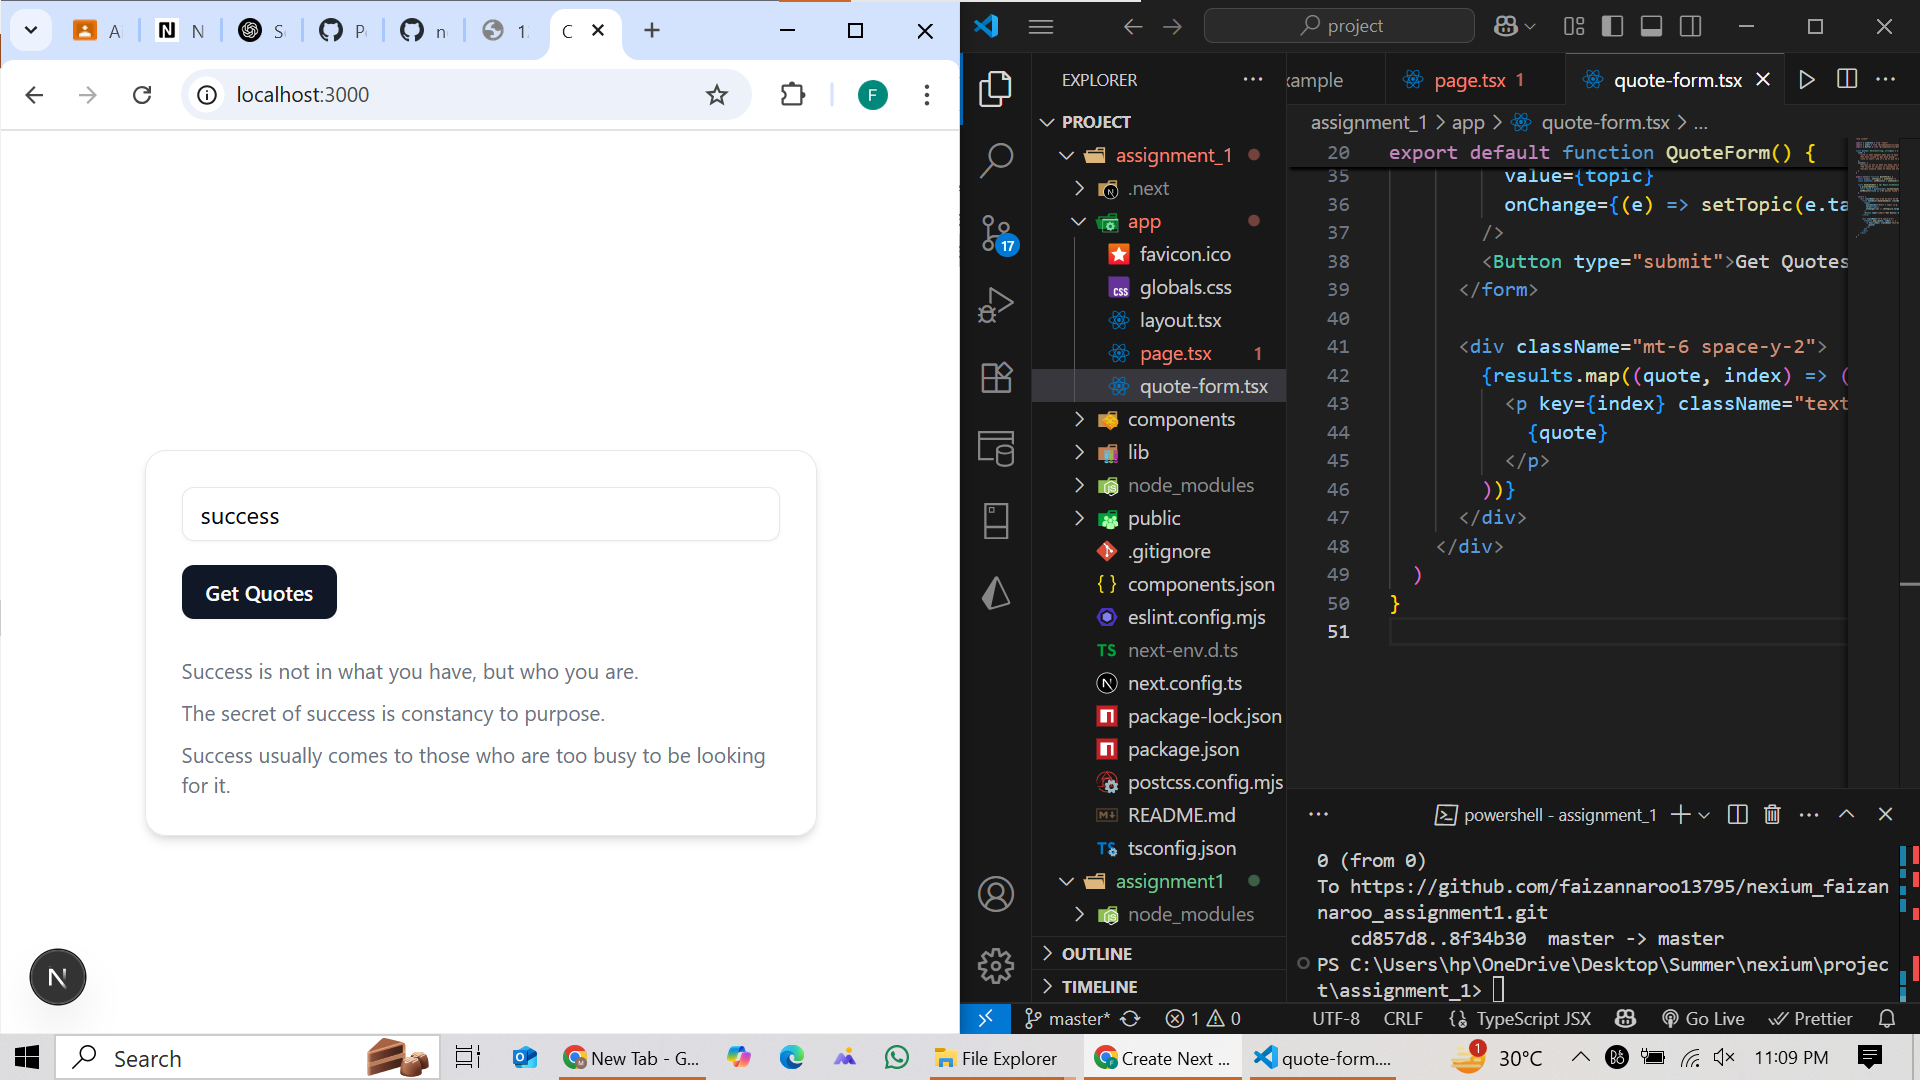 A
N
S
P
n
1
C
localhost:3000
F
success
Get Quotes
Success is not in what you have, but who you are.
The secret of success is constancy to purpose.
Success usually comes to those who are too busy to be looking
for it.
N
project
EXPLORER
xample
page.tsx 1
quote-form.tsx
PROJECT
assignment_1
.next
app
favicon.ico
globals.css
layout.tsx
page.tsx 1
quote-form.tsx
components
lib
node_modules
public
.gitignore
components.json
eslint.config.mjs
next-env.d.ts
next.config.ts
package-lock.json
package.json
postcss.config.mjs
README.md
tsconfig.json
assignment1
node_modules
OUTLINE
TIMELINE
17
assignment_1 > app > quote-form.tsx > ...
20 export default function QuoteForm() {
35 value={topic}
36 onChange={(e) => setTopic(e.ta
37 />
38 <Button type="submit">Get Quotes
39 </form>
40
41 <div className="mt-6 space-y-2">
42 {results.map((quote, index) => (
43 <p key={index} className="text
44 {quote}
45 </p>
46 ))}
47 </div>
48 </div>
49 )
50 }
51
powershell - assignment_1
0 (from 0)
To https://github.com/faizannaroo13795/nexium_faizan
naroo_assignment1.git
cd857d8..8f34b30 master -> master
PS C:\Users\hp\OneDrive\Desktop\Summer\nexium\projec
t\assignment_1>
master* 1 0
UTF-8 CRLF {} TypeScript JSX Go Live Prettier
Search
New Tab - G...
File Explorer
Create Next ...
quote-form....
1
30°C
11:09 PM